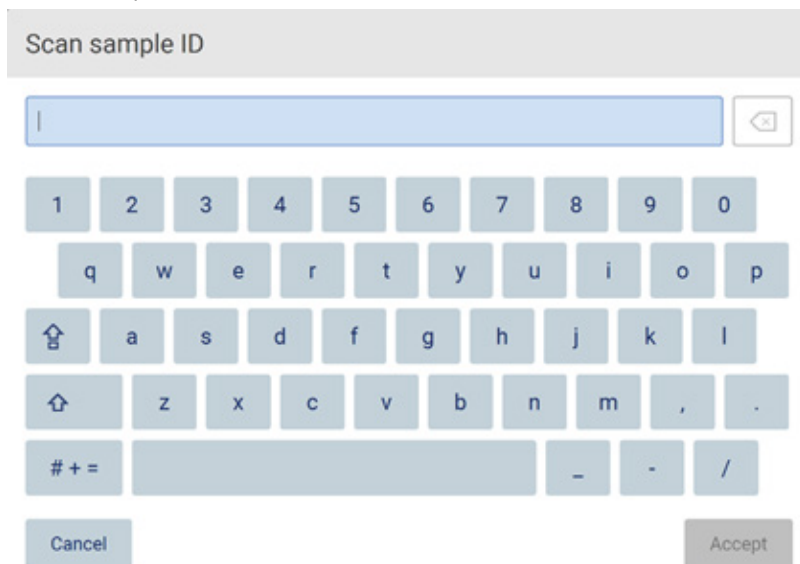 Scan sample ID
1 2 3 4 5 6 7 8 9 0
q w e r t y u i o p
a s d f g h j k l
z x c v b n m , .
# + = _ - /
Cancel Accept